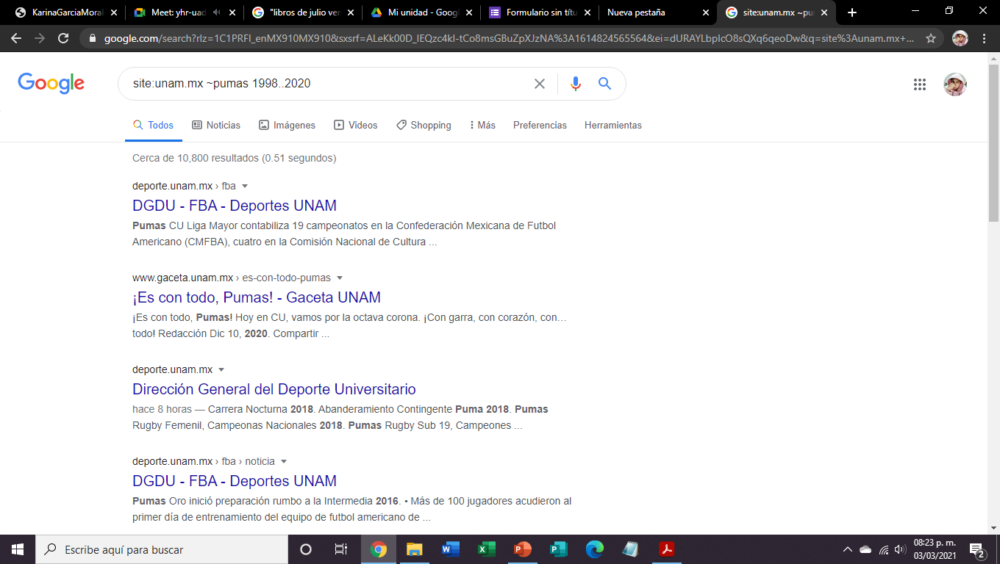 KarinaGarciaMoral
Meet: yhr-uad
"libros de julio ver
Mi unidad - Googl
Formulario sin títu
Nueva pestaña
site:unam.mx ~pu
google.com/search?rlz=1C1PRFI_enMX910MX910&sxsrf=ALeKk00D_lEQzc4kI-tCo8msGBuZpXJzNA%3A1614824565564&ei=dURAYLbpIcO8sQXq6qeoDw&q=site%3Aunam.mx+...
Google
site:unam.mx ~pumas 1998..2020
Todos
Noticias
Imágenes
Videos
Shopping
Más
Preferencias
Herramientas
Cerca de 10,800 resultados (0.51 segundos)
deporte.unam.mx › fba
DGDU - FBA - Deportes UNAM
Pumas CU Liga Mayor contabiliza 19 campeonatos en la Confederación Mexicana de Futbol
Americano (CMFBA), cuatro en la Comisión Nacional de Cultura ...
www.gaceta.unam.mx › es-con-todo-pumas
¡Es con todo, Pumas! - Gaceta UNAM
¡Es con todo, Pumas! Hoy en CU, vamos por la octava corona. ¡Con garra, con corazón, con…
todo! Redacción Dic 10, 2020. Compartir ...
deporte.unam.mx
Dirección General del Deporte Universitario
hace 8 horas — Carrera Nocturna 2018. Abanderamiento Contingente Puma 2018. Pumas
Rugby Femenil, Campeonas Nacionales 2018. Pumas Rugby Sub 19, Campeones ...
deporte.unam.mx › fba › noticia
DGDU - FBA - Deportes UNAM
Pumas Oro inició preparación rumbo a la Intermedia 2016. • Más de 100 jugadores acudieron al
primer día de entrenamiento del equipo de futbol americano de ...
Escribe aquí para buscar
08:23 p. m.
03/03/2021
2